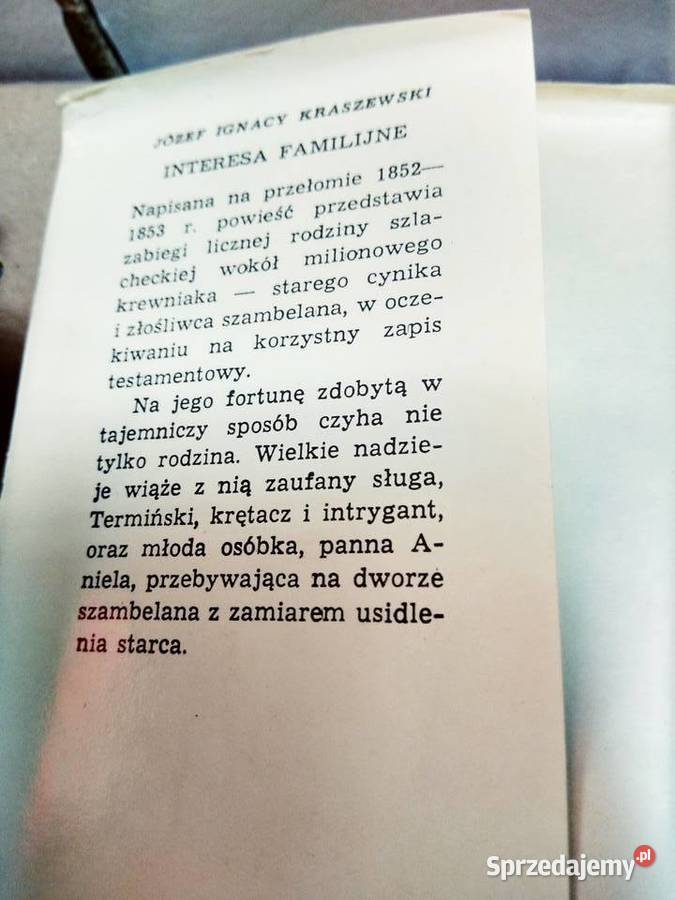 JÓZEF IGNACY KRASZEWSKI
INTERESA FAMILIJNE
Napisana na przełomie 1852—
1853 r. powieść przedstawia
zabiegi licznej rodziny szla-
checkiej wokół milionowego
krewniaka — starego cynika
i złośliwca szambelana, w ocze-
kiwaniu na korzystny zapis
testamentowy.
Na jego fortunę zdobytą w
tajemniczy sposób czyha nie
tylko rodzina. Wielkie nadzie-
je wiąże z nią zaufany sługa,
Termiński, krętacz i intrygant,
oraz młoda osóbka, panna A-
niela, przebywająca na dworze
szambelana z zamiarem usidle-
nia starca.
Sprzedajemy.pl